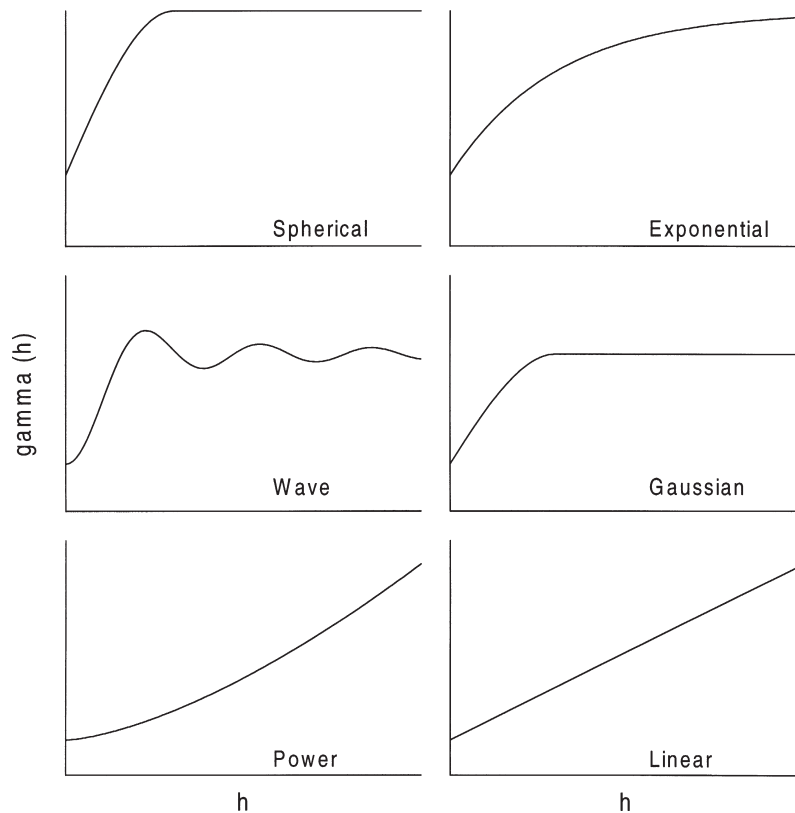 Spherical
Exponential
gamma (h)
Wave
Gaussian
Power
Linear
h
h